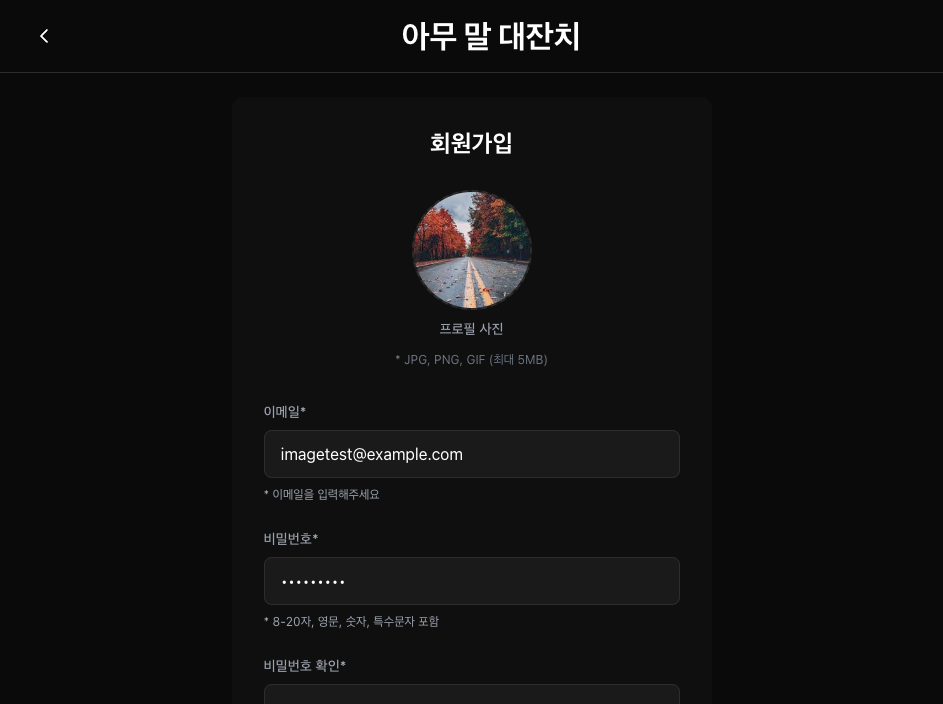 아무 말 대잔치
회원가입
프로필 사진
* JPG, PNG, GIF (최대 5MB)
이메일*
imagetest@example.com
* 이메일을 입력해주세요
비밀번호*
•••••••••
* 8-20자, 영문, 숫자, 특수문자 포함
비밀번호 확인*